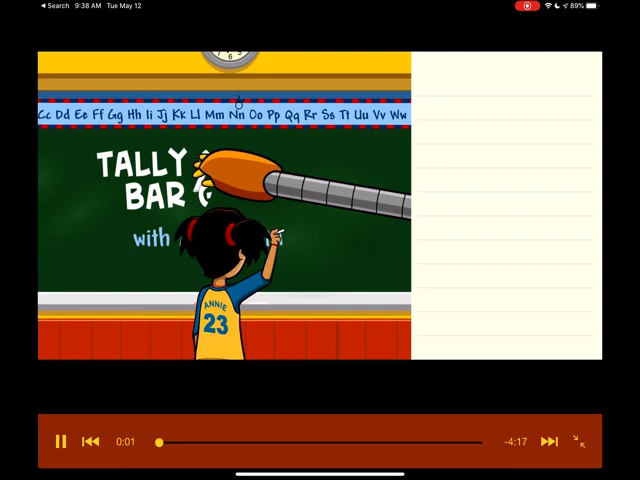 Search 9:38 AM Tue May 12 89%
6
Cc Dd Ee Ff Gg Hh Ii Jj Kk Ll Mm Nn Oo Pp Qq Rr Ss Tt Uu Vv Ww
TALLY
BAR
with
ANNIE
23
0:01 -4:17